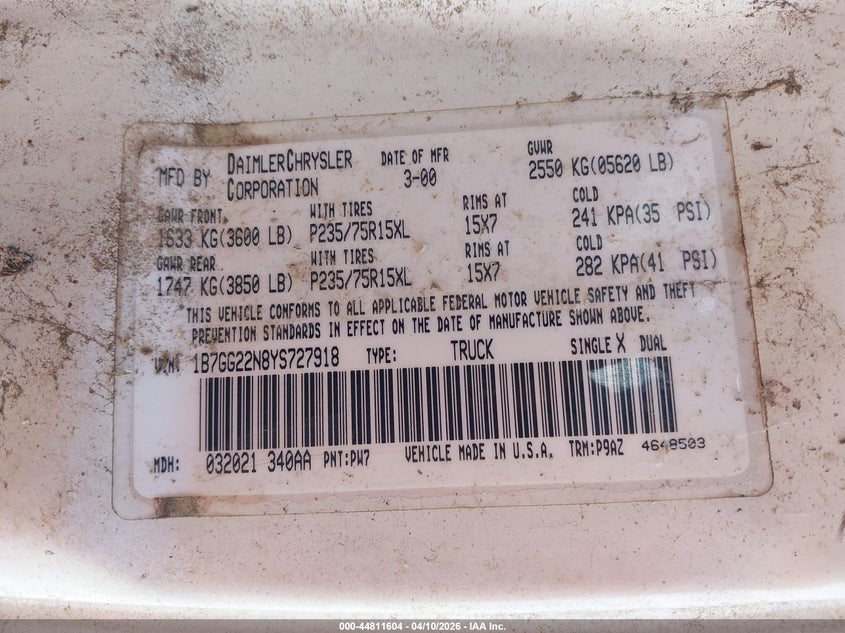 MFD BY DAIMLERCHRYSLER CORPORATION DATE OF MFR 3-00 GVWR 2550 KG(05620 LB)
GAWR FRONT WITH TIRES RIMS AT COLD
1633 KG(3600 LB) P235/75R15XL 15X7 241 KPA(35 PSI)
GAWR REAR WITH TIRES RIMS AT COLD
1747 KG(3850 LB) P235/75R15XL 15X7 282 KPA(41 PSI)
THIS VEHICLE CONFORMS TO ALL APPLICABLE FEDERAL MOTOR VEHICLE SAFETY AND THEFT
PREVENTION STANDARDS IN EFFECT ON THE DATE OF MANUFACTURE SHOWN ABOVE.
V.I.N.: 1B7GG22N8YS727918 TYPE: TRUCK SINGLE X DUAL
MDH: 032021 340AA PNT:PW7 VEHICLE MADE IN U.S.A. TRM:P9AZ 4648503
000-44811604 - 04/10/2026 - IAA Inc.